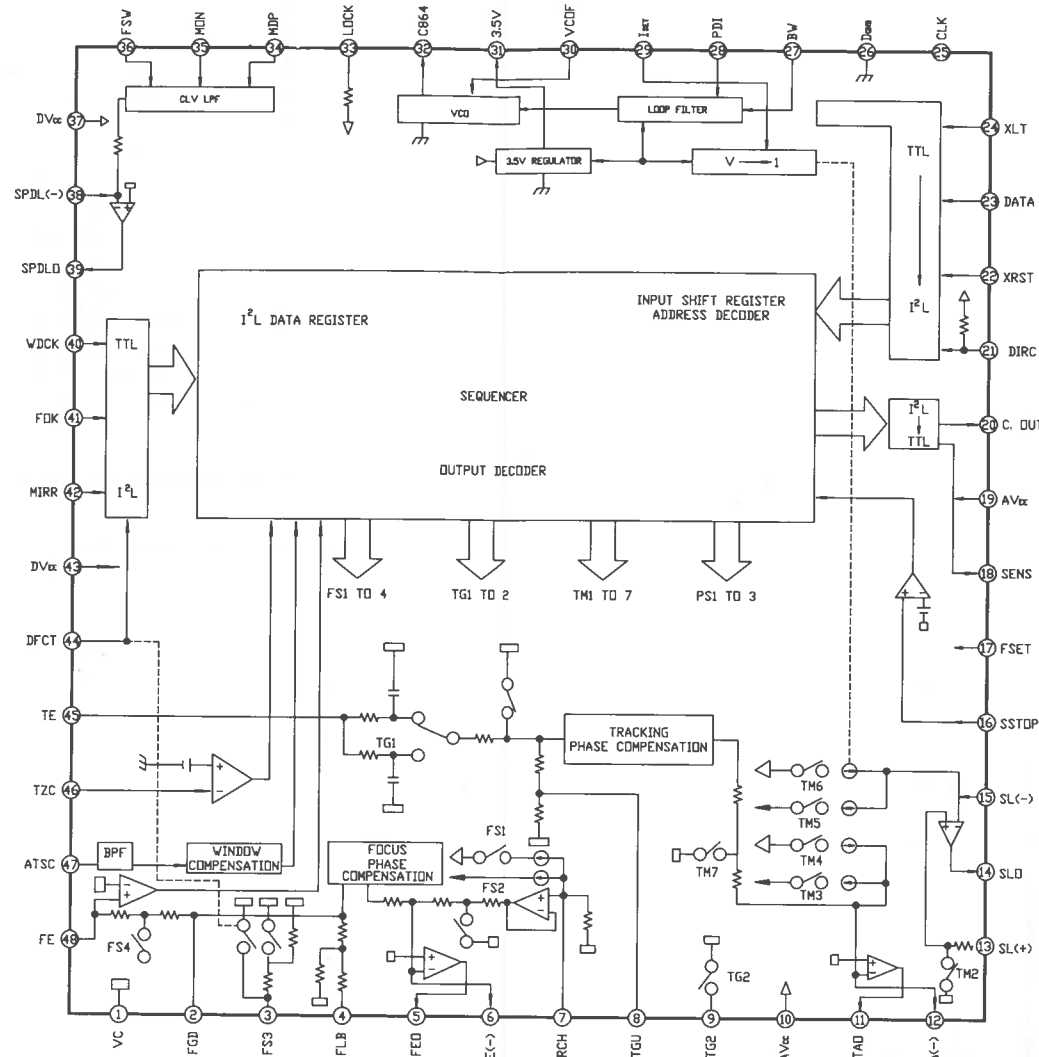 FSW
MON
MDP
LOCK
C864
3.5V
VCOF
ISET
PDI
BW
DGND
CLK
36
35
34
33
32
31
30
29
28
27
26
25
CLV LPF
VCO
LOOP FILTER
3.5V REGULATOR
V → 1
DVcc 37
SPDL(-) 38
SPDLO 39
WDCK 40
FOK 41
MIRR 42
DVEE 43
DFCT 44
TE 45
TZC 46
ATSC 47
FE 48
TTL
I²L
24 XLT
23 DATA
22 XRST
21 DIRC
TTL
I²L
20 C. OUT
19 AVEE
18 SENS
17 FSET
16 SSTOP
15 SL(-)
14 SLO
13 SL(+)
I²L
TTL
I²L DATA REGISTER
INPUT SHIFT REGISTER
ADDRESS DECODER
SEQUENCER
OUTPUT DECODER
FS1 TO 4
TG1 TO 2
TM1 TO 7
PS1 TO 3
TG1
TRACKING
PHASE COMPENSATION
BPF
WINDOW
COMPENSATION
FOCUS
PHASE
COMPENSATION
FS1
FS2
FS4
TM6
TM5
TM4
TM3
TM7
TM2
TG2
1
2
3
4
5
6
7
8
9
10
11
12
VC
FGD
FS3
FLB
FEO
E(-)
RCH
TGU
TG2
AVcc
TAO
A(-)